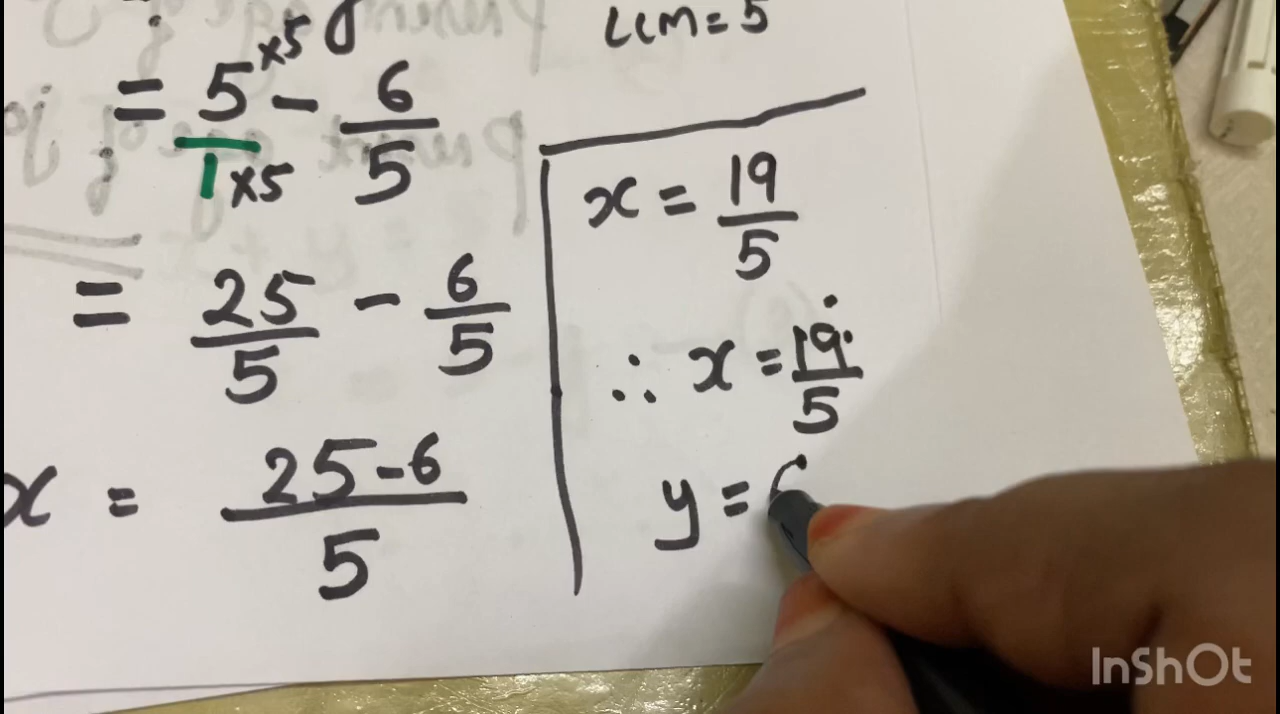 LCM = 5
= 5×5/1×5 - 6/5
= 25/5 - 6/5
x = 25-6/5
x = 19/5
∴ x = 19/5
y =
InShOt